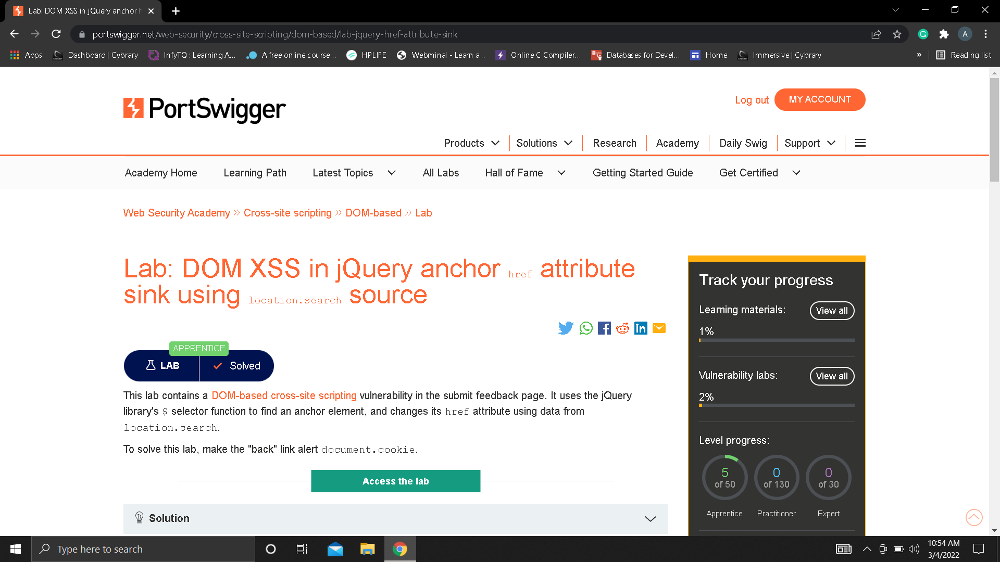 Lab: DOM XSS in jQuery anchor h
portswigger.net/web-security/cross-site-scripting/dom-based/lab-jquery-href-attribute-sink
A
Apps
Dashboard | Cybrary
InfyTQ : Learning A...
A free online course...
HPLIFE
Webminal - Learn a...
Online C Compiler...
Databases for Devel...
Home
Immersive | Cybrary
»
Reading list
PortSwigger
Log out
MY ACCOUNT
Products
Solutions
Research
Academy
Daily Swig
Support
Academy Home
Learning Path
Latest Topics
All Labs
Hall of Fame
Getting Started Guide
Get Certified
Web Security Academy » Cross-site scripting » DOM-based » Lab
Lab: DOM XSS in jQuery anchor href attribute
sink using location.search source
APPRENTICE
LAB
Solved
This lab contains a DOM-based cross-site scripting vulnerability in the submit feedback page. It uses the jQuery
library's $ selector function to find an anchor element, and changes its href attribute using data from
location.search.
To solve this lab, make the "back" link alert document.cookie.
Access the lab
Solution
Track your progress
Learning materials:
View all
1%
Vulnerability labs:
View all
2%
Level progress:
5
of 50
0
of 130
0
of 30
Apprentice
Practitioner
Expert
Type here to search
10:54 AM
3/4/2022